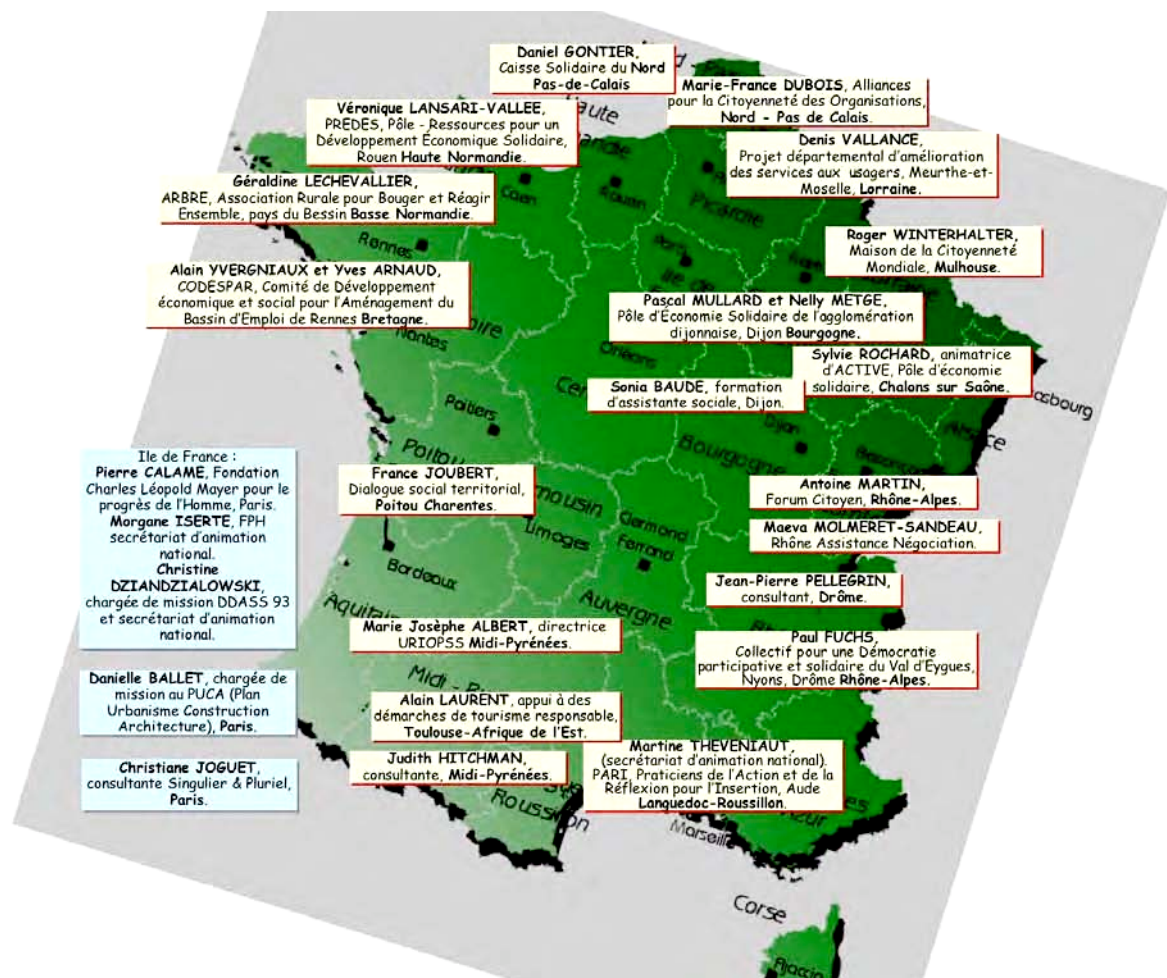 Daniel GONTIER,
Caisse Solidaire du Nord
Pas-de-Calais
Marie-France DUBOIS, Alliances
pour la Citoyenneté des Organisations,
Nord - Pas de Calais.
Véronique LANSARI-VALLEE,
PREDES, Pôle - Ressources pour un
Développement Économique Solidaire,
Rouen Haute Normandie.
Denis VALLANCE,
Projet départemental d'amélioration
des services aux usagers, Meurthe-et-
Moselle, Lorraine.
Géraldine LECHEVALLIER,
ARBRE, Association Rurale pour Bouger et Réagir
Ensemble, pays du Bessin Basse Normandie.
Roger WINTERHALTER,
Maison de la Citoyenneté
Mondiale, Mulhouse.
Alain YVERGNIAUX et Yves ARNAUD,
CODESPAR, Comité de Développement
économique et social pour l'Aménagement du
Bassin d'Emploi de Rennes Bretagne.
Pascal MULLARD et Nelly METGE,
Pôle d'Économie Solidaire de l'agglomération
dijonnaise, Dijon Bourgogne.
Sylvie ROCHARD, animatrice
d'ACTIVE, Pôle d'économie
solidaire, Chalons sur Saône.
Sonia BAUDE, formation
d'assistante sociale, Dijon.
Ile de France :
Pierre CALAME, Fondation
Charles Léopold Mayer pour le
progrès de l'Homme, Paris.
Morgane ISERTE, FPH
secrétariat d'animation
national.
Christine
DZIANDZIALOWSKI,
chargée de mission DDASS 93
et secrétariat d'animation
national.
France JOUBERT,
Dialogue social territorial,
Poitou Charentes.
Antoine MARTIN,
Forum Citoyen, Rhône-Alpes.
Maeva MOLMERET-SANDEAU,
Rhône Assistance Négociation.
Jean-Pierre PELLEGRIN,
consultant, Drôme.
Marie Josèphe ALBERT, directrice
URIOPSS Midi-Pyrénées.
Paul FUCHS,
Collectif pour une Démocratie
participative et solidaire du Val d'Eygues,
Nyons, Drôme Rhône-Alpes.
Danielle BALLET, chargée de
mission au PUCA (Plan
Urbanisme Construction
Architecture), Paris.
Alain LAURENT, appui à des
démarches de tourisme responsable,
Toulouse-Afrique de l'Est.
Judith HITCHMAN,
consultante, Midi-Pyrénées.
Martine THEVENIAUT,
(secrétariat d'animation national).
PARI, Praticiens de l'Action et de la
Réflexion pour l'Insertion, Aude
Languedoc-Roussillon.
Christiane JOGUET,
consultante Singulier & Pluriel,
Paris.
Caen
Rouen
Picardie
Rennes
Paris
Ile de
Nantes
Orléans
Poitiers
Dijon
Bourgogne
Alsace
Limages
Clermond
Ferrand
Bordeaux
Auvergne
Marseille
Corse
Ajaccio